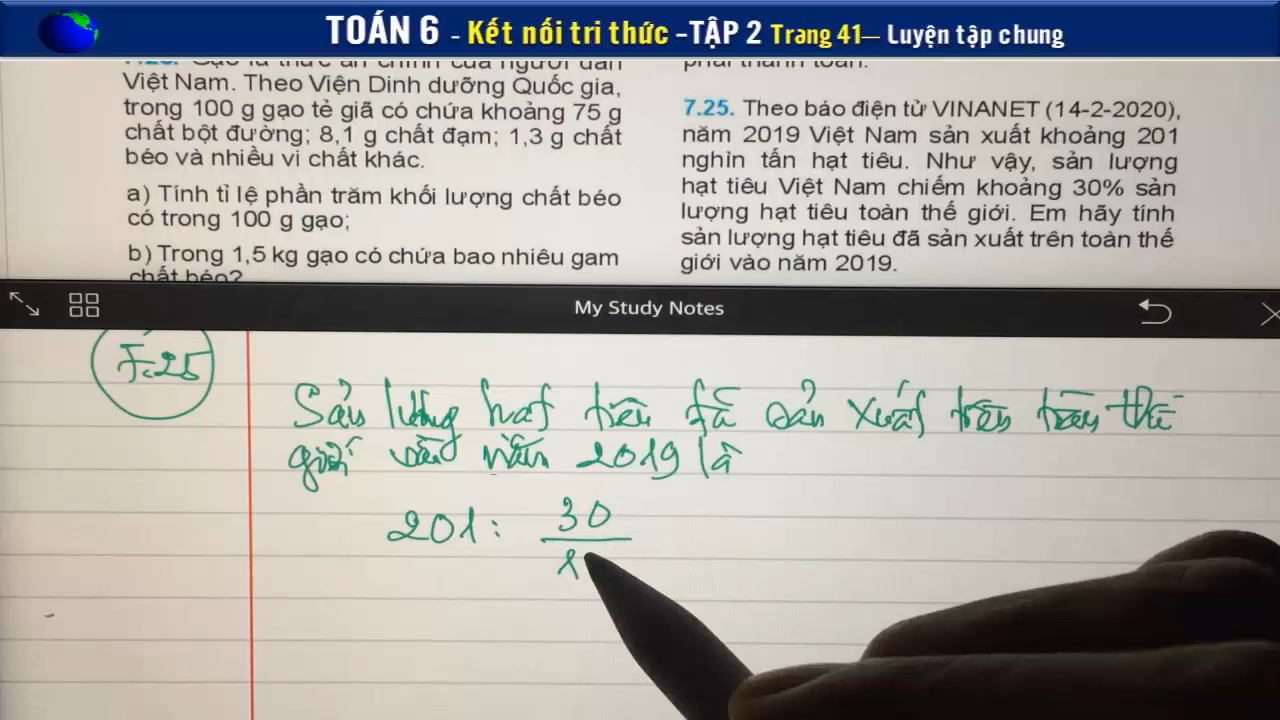 TOÁN 6 - Kết nối tri thức -TẬP 2 Trang 41– Luyện tập chung
Việt Nam. Theo Viện Dinh dưỡng Quốc gia,
trong 100 g gạo tẻ giã có chứa khoảng 75 g
chất bột đường; 8,1 g chất đạm; 1,3 g chất
béo và nhiều vi chất khác.
a) Tính tỉ lệ phần trăm khối lượng chất béo
có trong 100 g gạo;
b) Trong 1,5 kg gạo có chứa bao nhiêu gam
chất béo?
phải thanh toán.
7.25. Theo báo điện tử VINANET (14-2-2020),
năm 2019 Việt Nam sản xuất khoảng 201
nghìn tấn hạt tiêu. Như vậy, sản lượng
hạt tiêu Việt Nam chiếm khoảng 30% sản
lượng hạt tiêu toàn thế giới. Em hãy tính
sản lượng hạt tiêu đã sản xuất trên toàn thế
giới vào năm 2019.
My Study Notes
7.25
Sản lượng hạt tiêu đã sản xuất trên toàn thế
giới vào năm 2019 là
201: 30
1